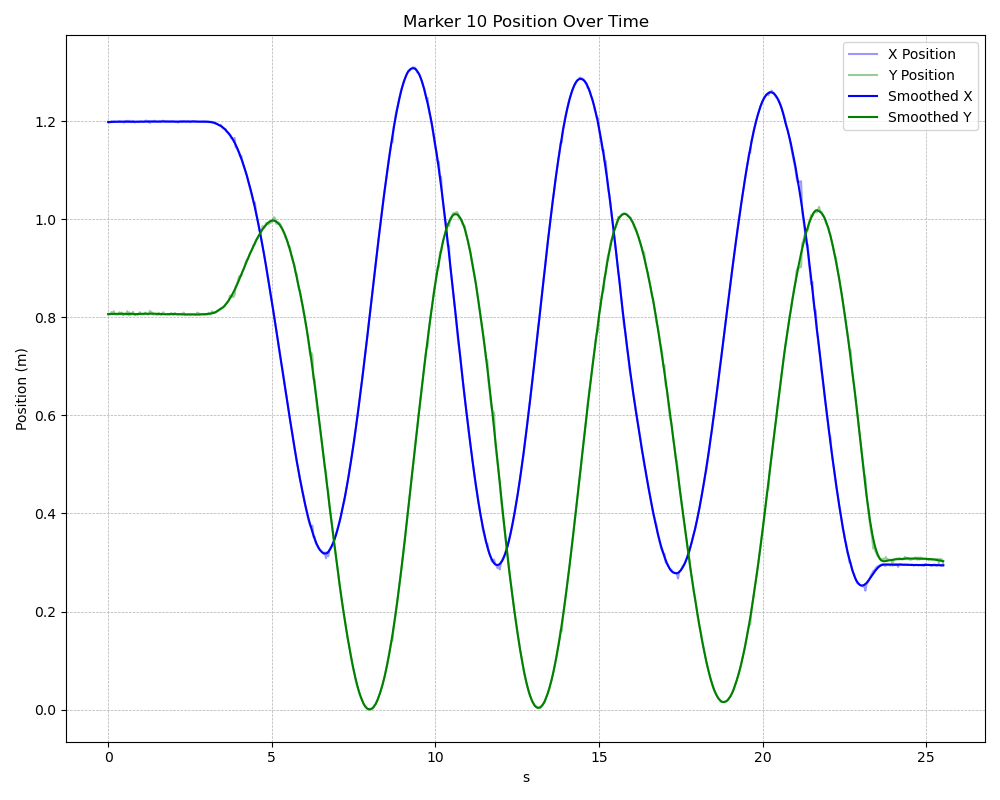 Marker 10 Position Over Time
X Position
Y Position
Smoothed X
Smoothed Y
Position (m)
1.2
1.0
0.8
0.6
0.4
0.2
0.0
0 5 10 15 20 25
s